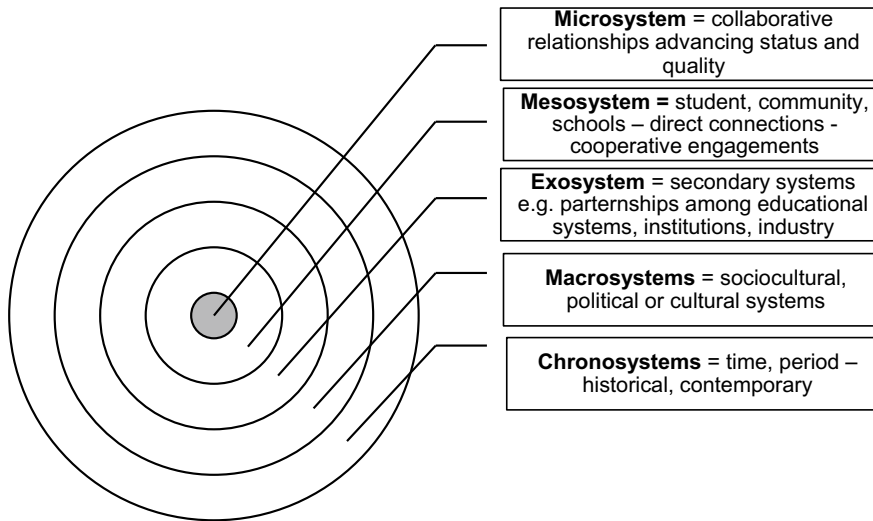 Microsystem = collaborative
relationships advancing status and
quality
Mesosystem = student, community,
schools – direct connections -
cooperative engagements
Exosystem = secondary systems
e.g. parternships among educational
systems, institutions, industry
Macrosystems = sociocultural,
political or cultural systems
Chronosystems = time, period –
historical, contemporary